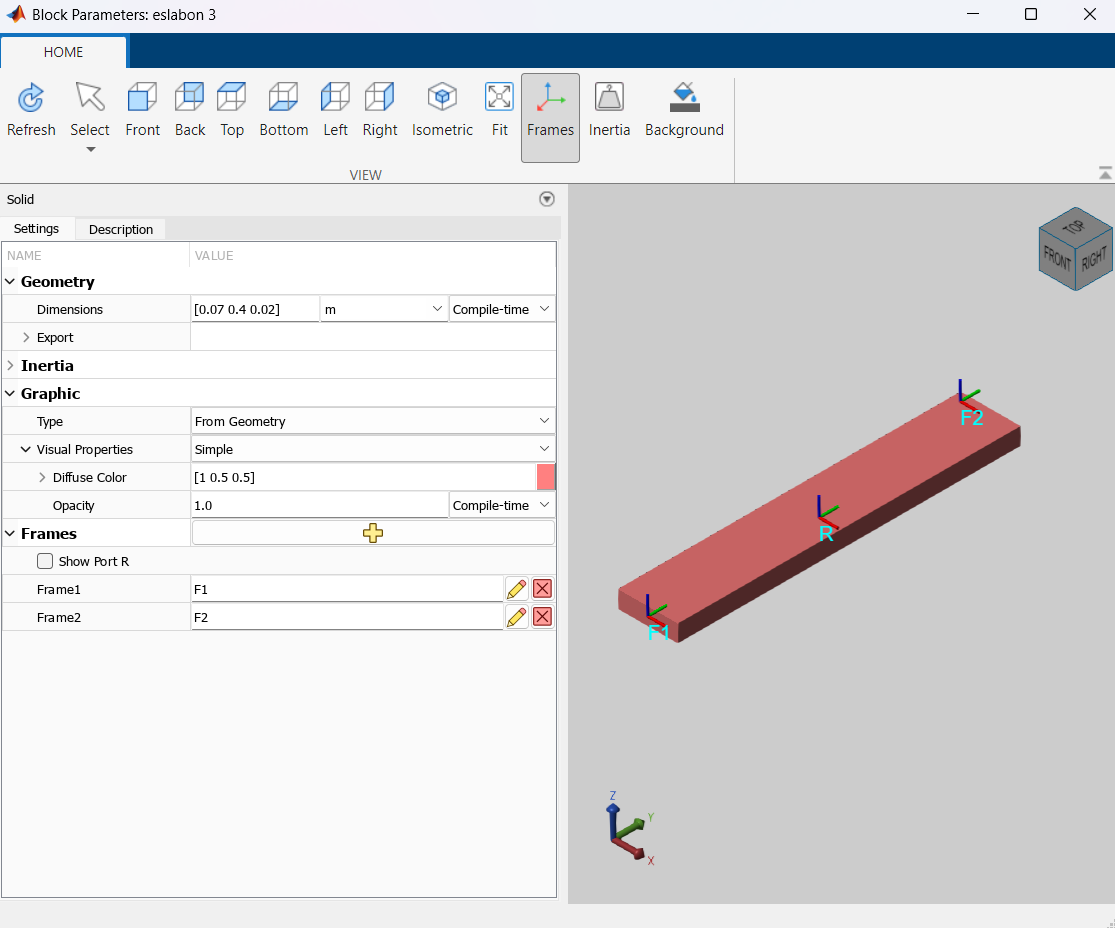 Block Parameters: eslabon 3
HOME
Refresh Select Front Back Top Bottom Left Right Isometric Fit Frames Inertia Background
VIEW
Solid
Settings Description
NAME VALUE
Geometry
Dimensions [0.07 0.4 0.02] m Compile-time
Export
Inertia
Graphic
Type From Geometry
Visual Properties Simple
Diffuse Color [1 0.5 0.5]
Opacity 1.0 Compile-time
Frames
Show Port R
Frame1 F1
Frame2 F2
TOP
FRONT RIGHT
F2
R
F1
Z
Y
X